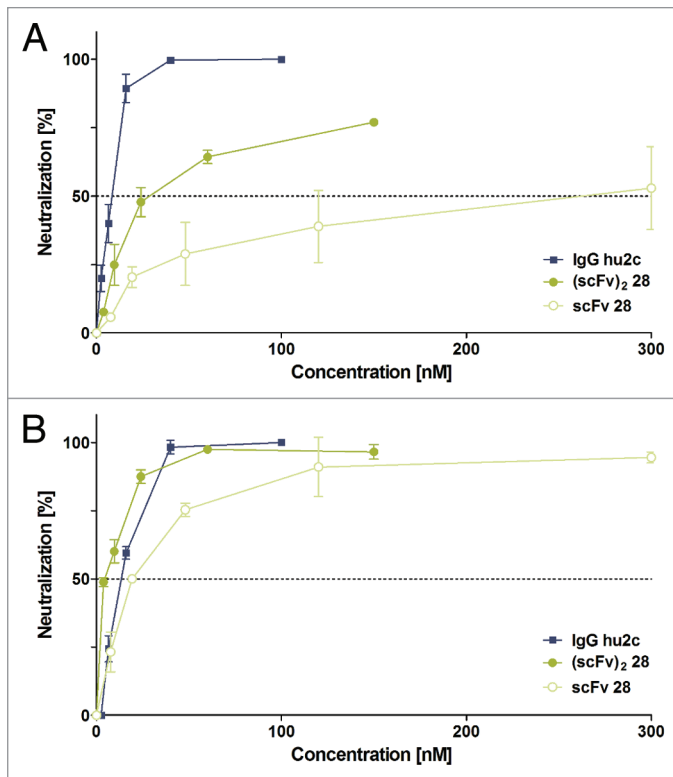 A
Neutralization [%]
100
50
0
IgG hu2c
(scFv)₂ 28
scFv 28
0
100
200
300
Concentration [nM]
B
Neutralization [%]
100
50
0
IgG hu2c
(scFv)₂ 28
scFv 28
0
100
200
300
Concentration [nM]